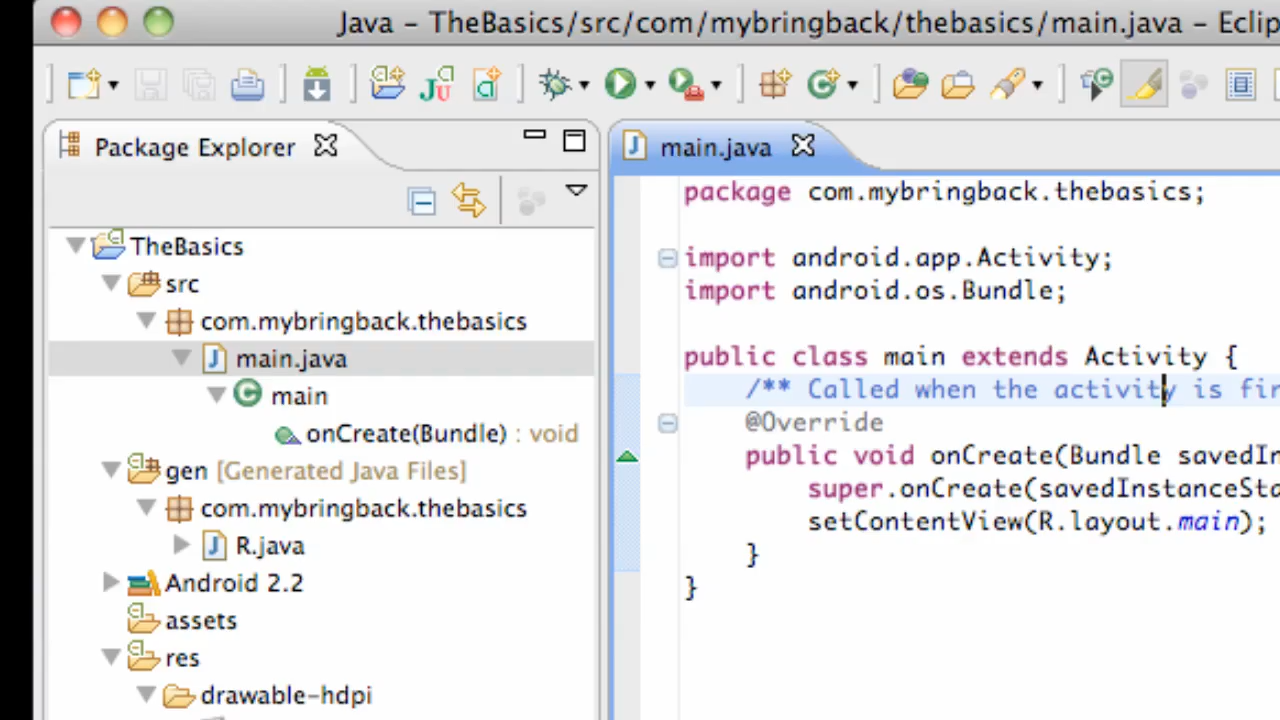 Java - TheBasics/src/com/mybringback/thebasics/main.java - Eclip
Package Explorer
main.java
TheBasics
src
com.mybringback.thebasics
main.java
main
onCreate(Bundle) : void
gen [Generated Java Files]
com.mybringback.thebasics
R.java
Android 2.2
assets
res
drawable-hdpi
package com.mybringback.thebasics;
import android.app.Activity;
import android.os.Bundle;
public class main extends Activity {
/** Called when the activity is fir
@Override
public void onCreate(Bundle savedIn
super.onCreate(savedInstanceSta
setContentView(R.layout.main);
}
}